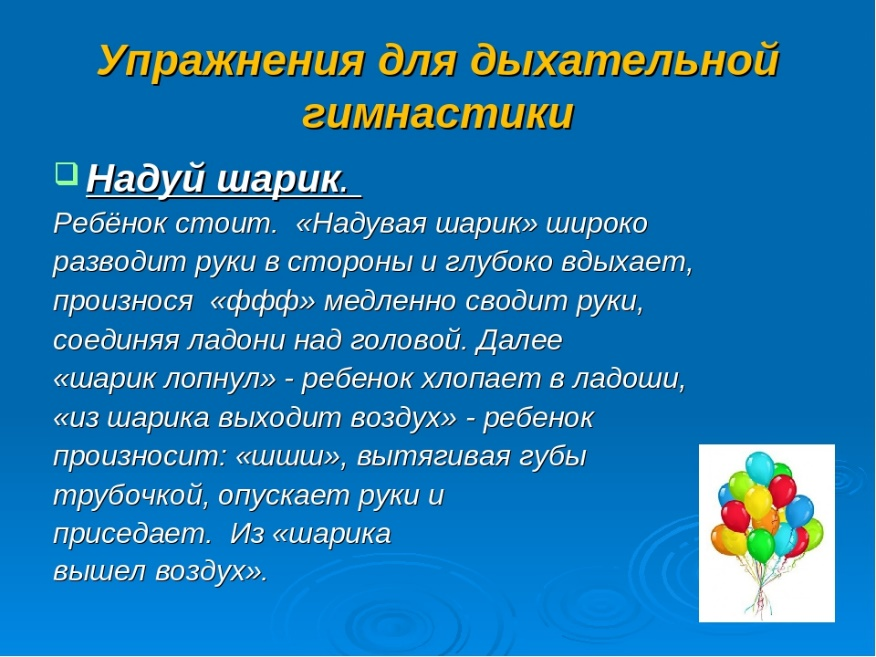 Упражнения для дыхательной
гимнастики
Надуй шарик.
Ребёнок стоит. «Надувая шарик» широко
разводит руки в стороны и глубоко вдыхает,
произнося «ффф» медленно сводит руки,
соединяя ладони над головой. Далее
«шарик лопнул» - ребенок хлопает в ладоши,
«из шарика выходит воздух» - ребенок
произносит: «шшш», вытягивая губы
трубочкой, опускает руки и
приседает. Из «шарика
вышел воздух».